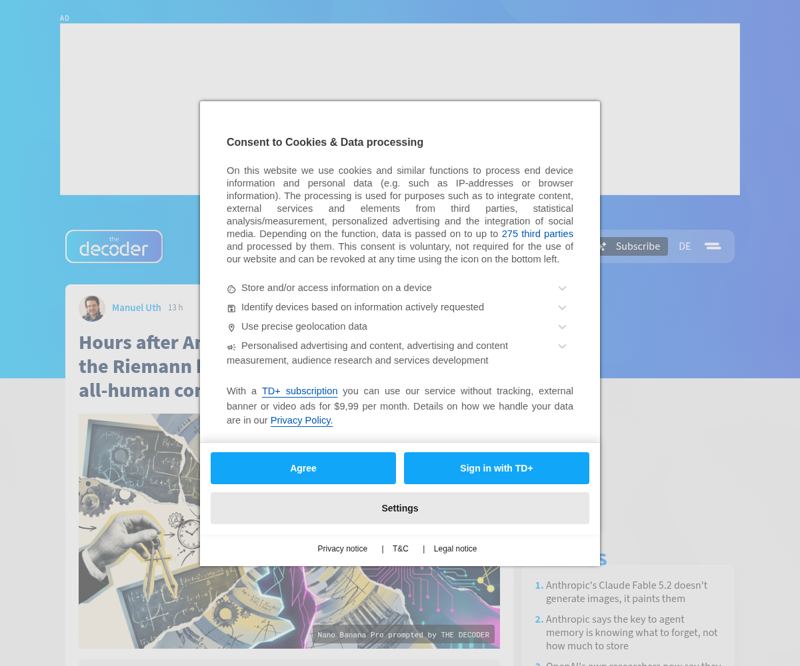 AD
the
decoder
Subscribe
DE
Manuel Uth 13 h
Hours after An
the Riemann
all-human co
Consent to Cookies & Data processing
On this website we use cookies and similar functions to process end device
information and personal data (e.g. such as IP-addresses or browser
information). The processing is used for purposes such as to integrate content,
external services and elements from third parties, statistical
analysis/measurement, personalized advertising and the integration of social
media. Depending on the function, data is passed on to up to 275 third parties
and processed by them. This consent is voluntary, not required for the use of
our website and can be revoked at any time using the icon on the bottom left.
Store and/or access information on a device
Identify devices based on information actively requested
Use precise geolocation data
Personalised advertising and content, advertising and content
measurement, audience research and services development
With a TD+ subscription you can use our service without tracking, external
banner or video ads for $9,99 per month. Details on how we handle your data
are in our Privacy Policy.
Agree
Sign in with TD+
Settings
Privacy notice | T&C | Legal notice
Nano Banana Pro prompted by THE DECODER
s
1. Anthropic's Claude Fable 5.2 doesn't
generate images, it paints them
2. Anthropic says the key to agent
memory is knowing what to forget, not
how much to store
3. OpenAI's own researchers now say they